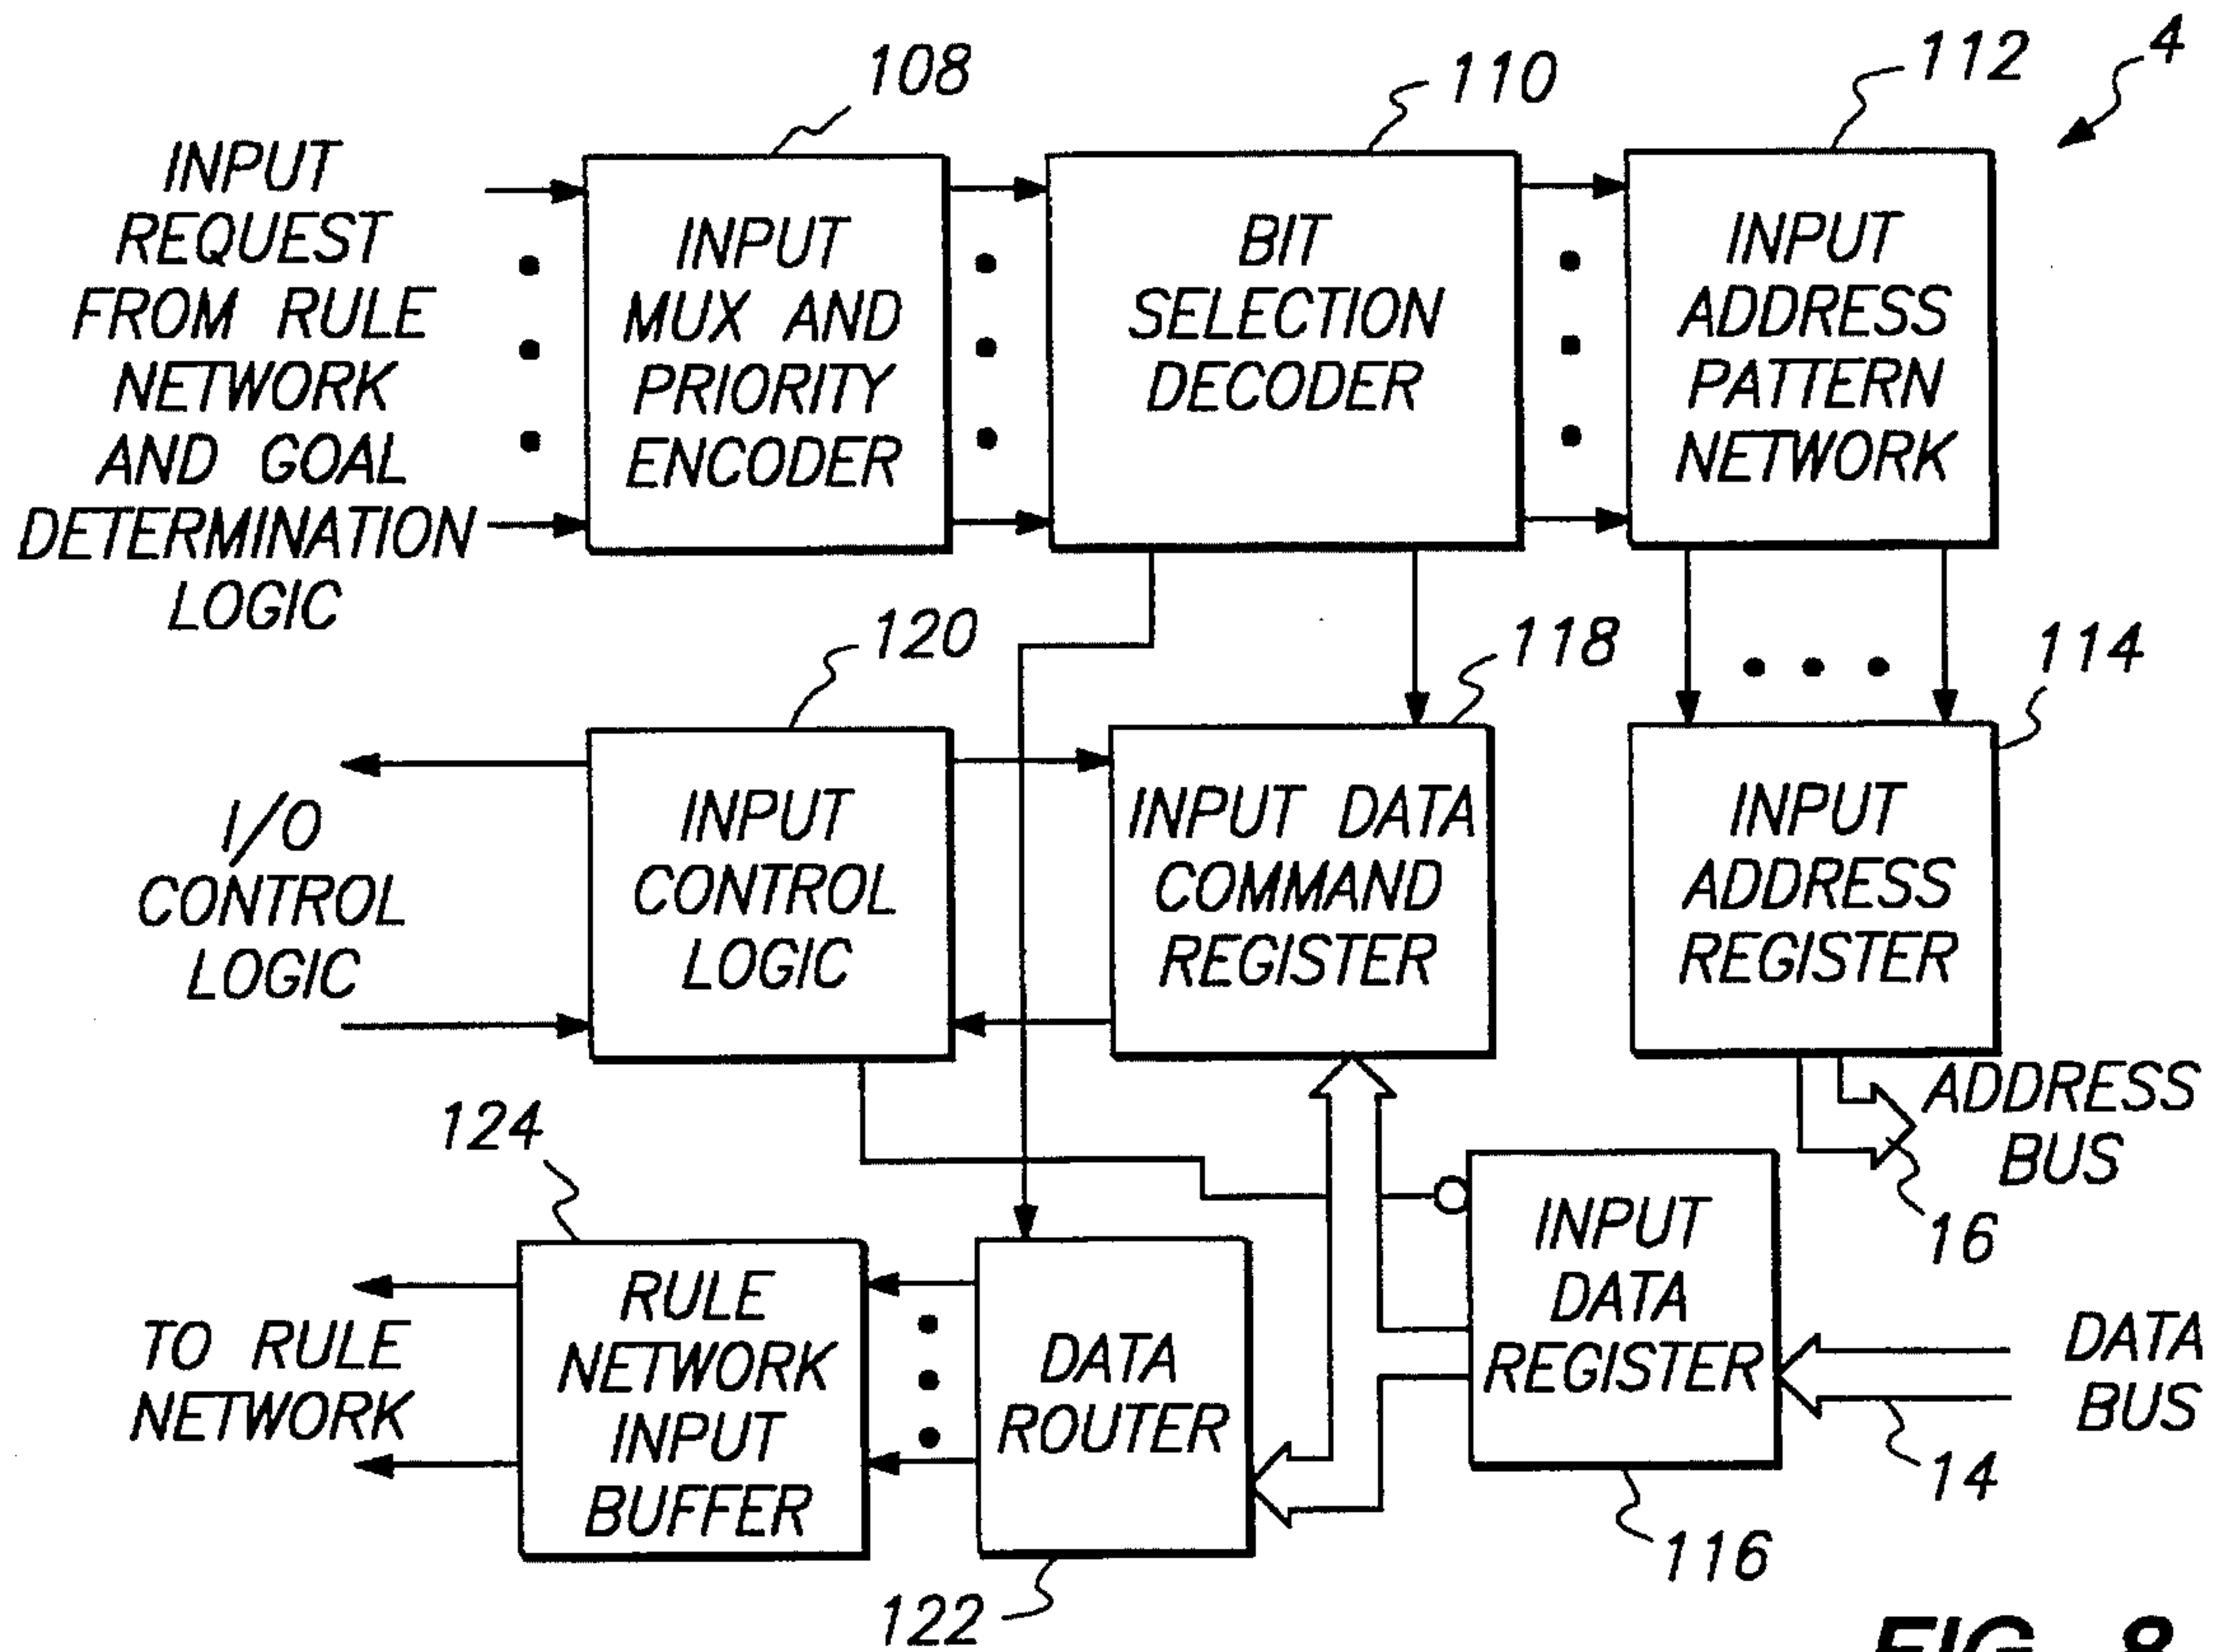 108
110
112
4
INPUT
REQUEST
FROM RULE
NETWORK
AND GOAL
DETERMINATION
LOGIC
INPUT
MUX AND
PRIORITY
ENCODER
BIT
SELECTION
DECODER
INPUT
ADDRESS
PATTERN
NETWORK
120
118
114
I/O
CONTROL
LOGIC
INPUT
CONTROL
LOGIC
INPUT DATA
COMMAND
REGISTER
INPUT
ADDRESS
REGISTER
ADDRESS
BUS
16
124
TO RULE
NETWORK
RULE
NETWORK
INPUT
BUFFER
DATA
ROUTER
INPUT
DATA
REGISTER
DATA
BUS
14
116
122
FIG. 8